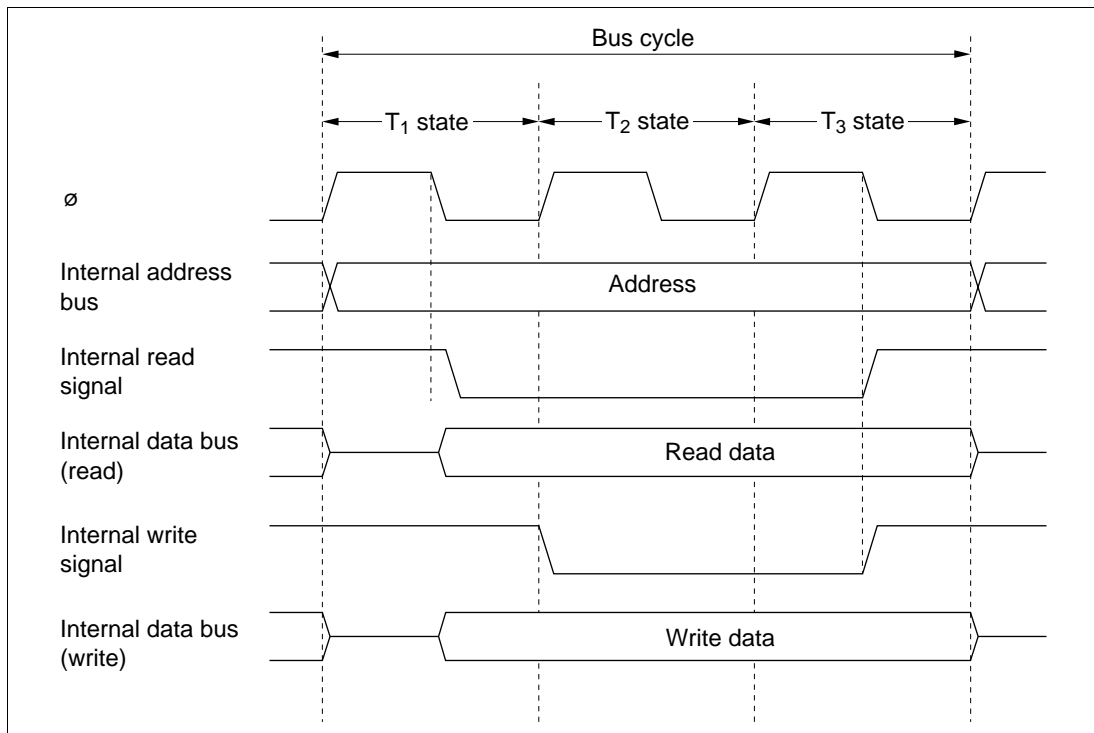 Bus cycle
T₁ state
T₂ state
T₃ state
ø
Internal address
bus
Address
Internal read
signal
Internal data bus
(read)
Read data
Internal write
signal
Internal data bus
(write)
Write data